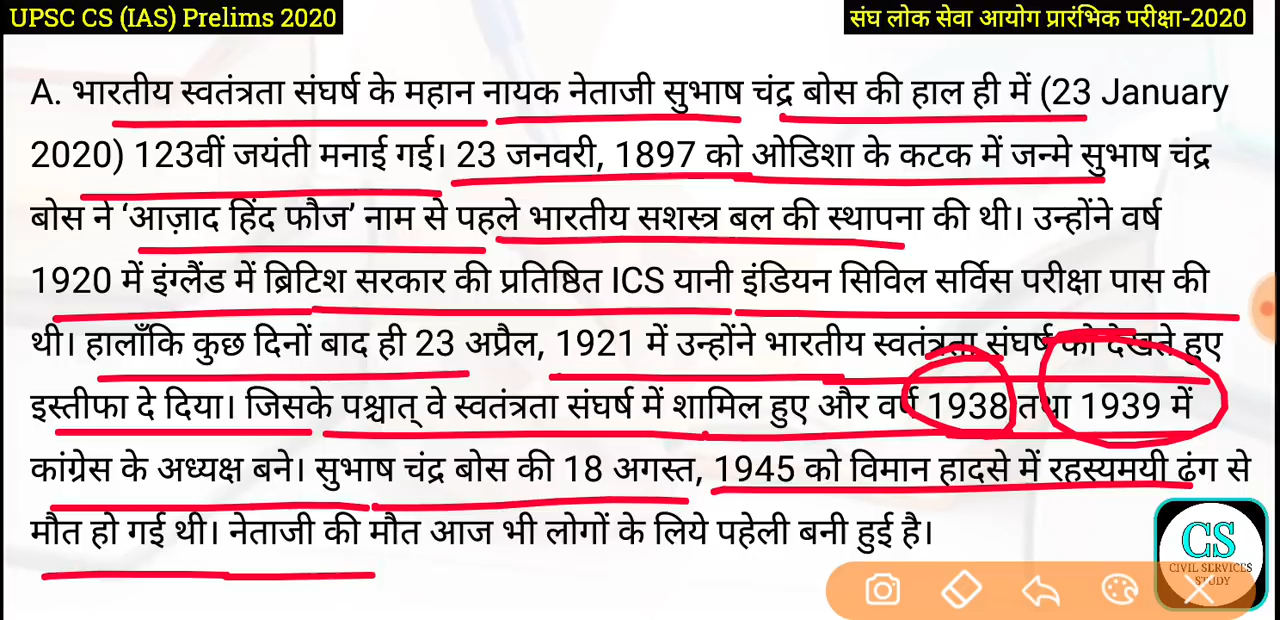 UPSC CS (IAS) Prelims 2020
संघ लोक सेवा आयोग प्रारंभिक परीक्षा-2020
A. भारतीय स्वतंत्रता संघर्ष के महान नायक नेताजी सुभाष चंद्र बोस की हाल ही में (23 January
2020) 123वीं जयंती मनाई गई। 23 जनवरी, 1897 को ओडिशा के कटक में जन्मे सुभाष चंद्र
बोस ने ‘आज़ाद हिंद फौज’ नाम से पहले भारतीय सशस्त्र बल की स्थापना की थी। उन्होंने वर्ष
1920 में इंग्लैंड में ब्रिटिश सरकार की प्रतिष्ठित ICS यानी इंडियन सिविल सर्विस परीक्षा पास की
थी। हालाँकि कुछ दिनों बाद ही 23 अप्रैल, 1921 में उन्होंने भारतीय स्वतंत्रता संघर्ष को देखते हुए
इस्तीफा दे दिया। जिसके पश्चात् वे स्वतंत्रता संघर्ष में शामिल हुए और वर्ष 1938 तथा 1939 में
कांग्रेस के अध्यक्ष बने। सुभाष चंद्र बोस की 18 अगस्त, 1945 को विमान हादसे में रहस्यमयी ढंग से
मौत हो गई थी। नेताजी की मौत आज भी लोगों के लिये पहेली बनी हुई है।
CS
CIVIL SERVICES
STUDY